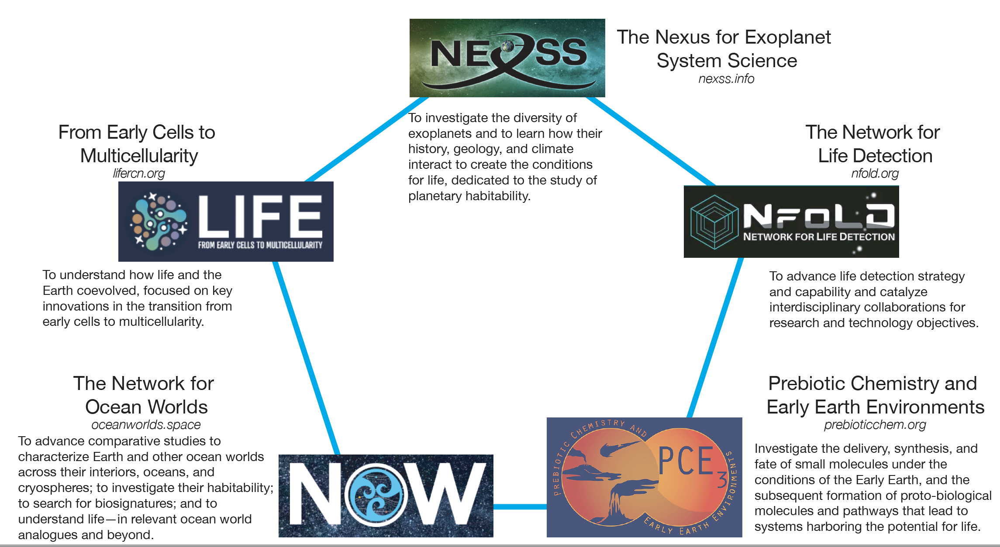 NEXSS
The Nexus for Exoplanet
System Science
nexss.info
To investigate the diversity of
exoplanets and to learn how their
history, geology, and climate
interact to create the conditions
for life, dedicated to the study of
planetary habitability.
From Early Cells to
Multicellularity
lifercn.org
LIFE
FROM EARLY CELLS TO MULTICELLULARITY
To understand how life and the
Earth coevolved, focused on key
innovations in the transition from
early cells to multicellularity.
The Network for
Life Detection
nfold.org
NFOLD
NETWORK FOR LIFE DETECTION
To advance life detection strategy
and capability and catalyze
interdisciplinary collaborations for
research and technology objectives.
The Network for
Ocean Worlds
oceanworlds.space
To advance comparative studies to
characterize Earth and other ocean worlds
across their interiors, oceans, and
cryospheres; to investigate their habitability;
to search for biosignatures; and to
understand life—in relevant ocean world
analogues and beyond.
NOW
PREBIOTIC CHEMISTRY AND
PCE3
EARLY EARTH ENVIRONMENTS
Prebiotic Chemistry and
Early Earth Environments
prebioticchem.org
Investigate the delivery, synthesis, and
fate of small molecules under the
conditions of the Early Earth, and the
subsequent formation of proto-biological
molecules and pathways that lead to
systems harboring the potential for life.